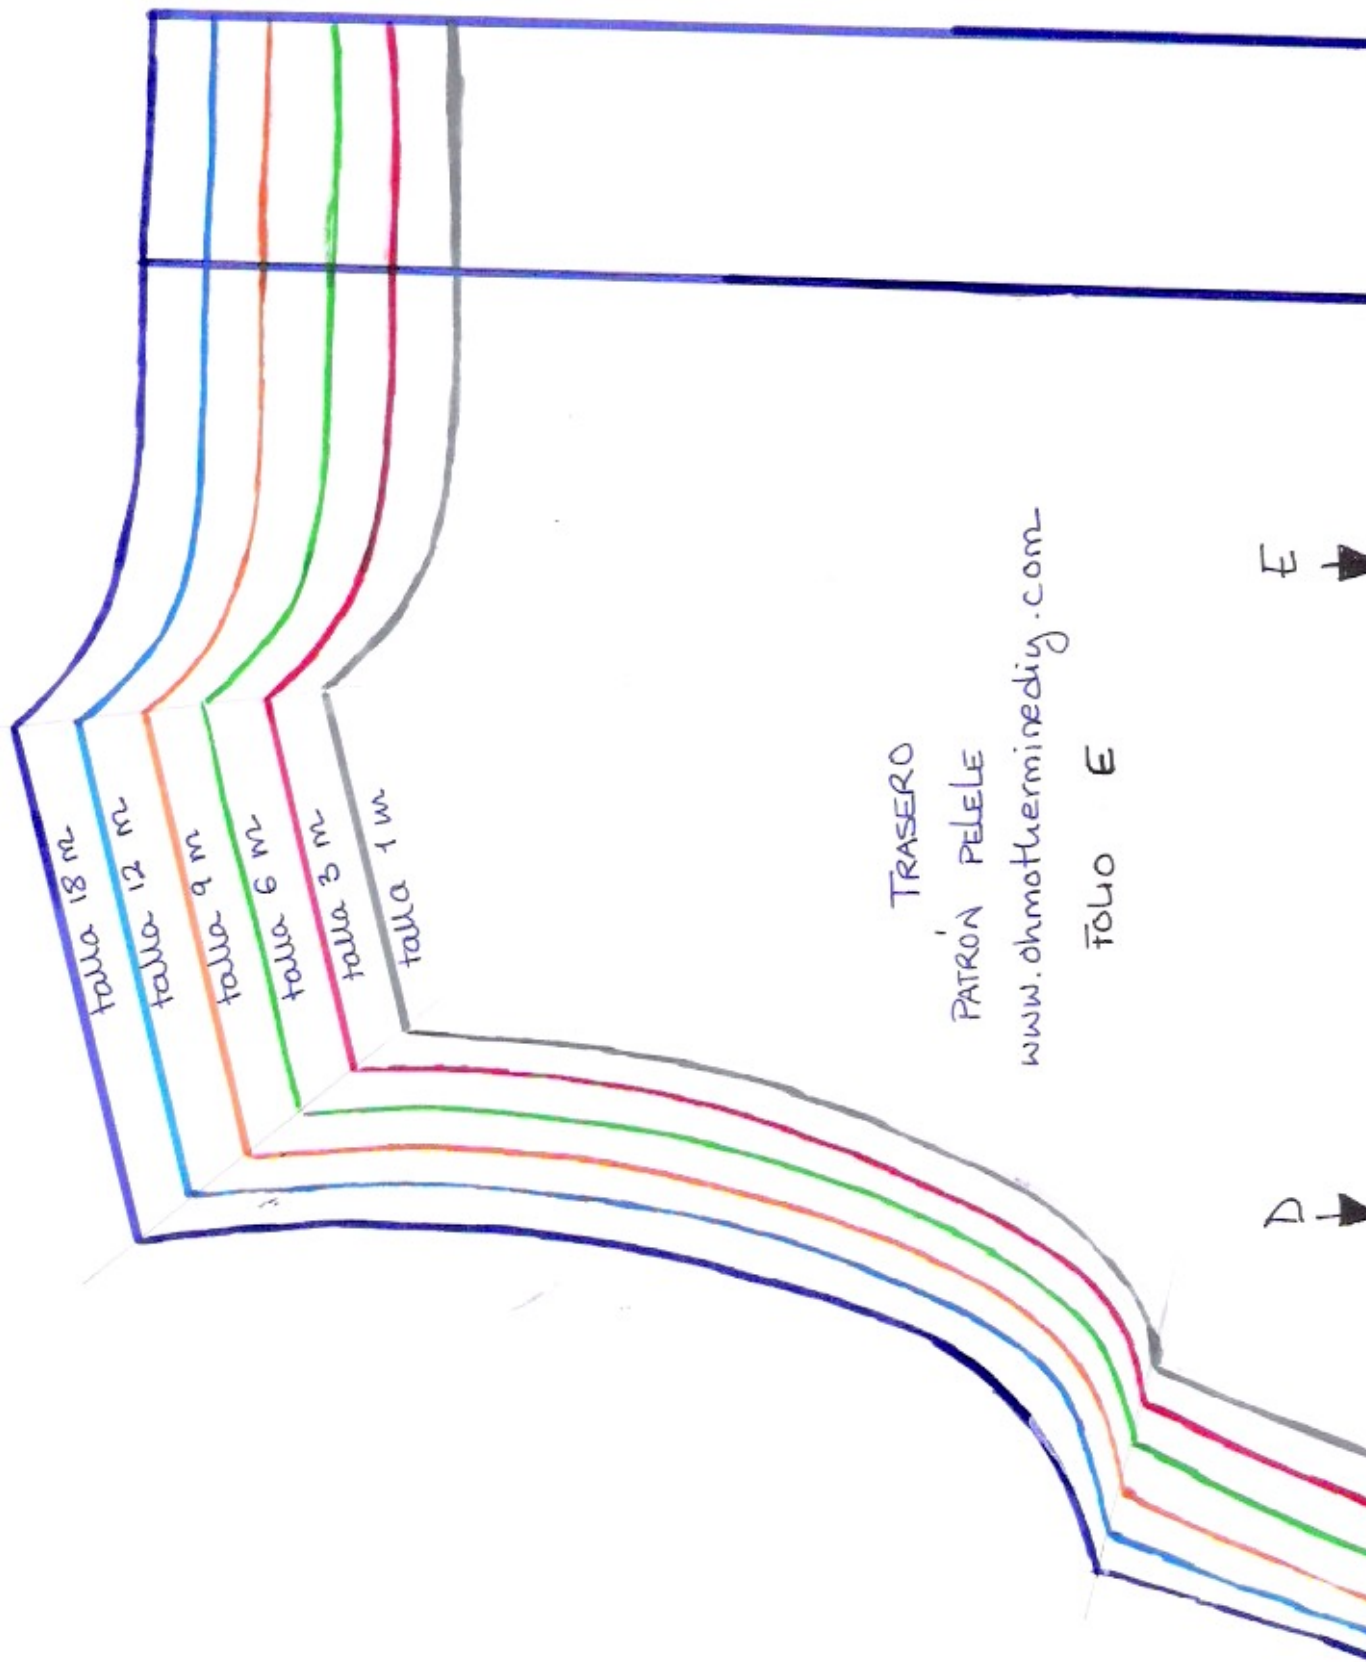 talla 18 m
talla 12 m
talla 9 m
talla 6 m
talla 3 m
talla 1 m
TRASERO
PATRÓN PELELE
www.ohmotherminediy.com
FOLIO E
E
D